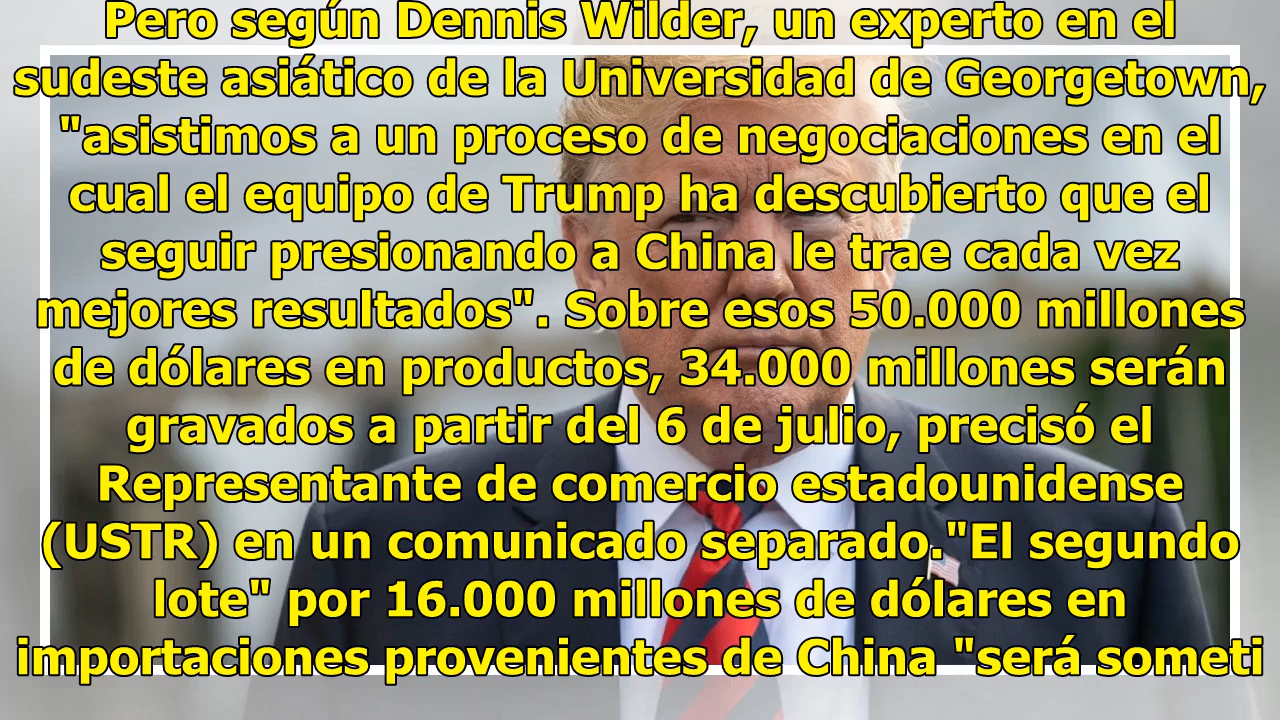 Pero según Dennis Wilder, un experto en el
sudeste asiático de la Universidad de Georgetown,
"asistimos a un proceso de negociaciones en el
cual el equipo de Trump ha descubierto que el
seguir presionando a China le trae cada vez
mejores resultados". Sobre esos 50.000 millones
de dólares en productos, 34.000 millones serán
gravados a partir del 6 de julio, precisó el
Representante de comercio estadounidense
(USTR) en un comunicado separado."El segundo
lote" por 16.000 millones de dólares en
importaciones provenientes de China "será someti